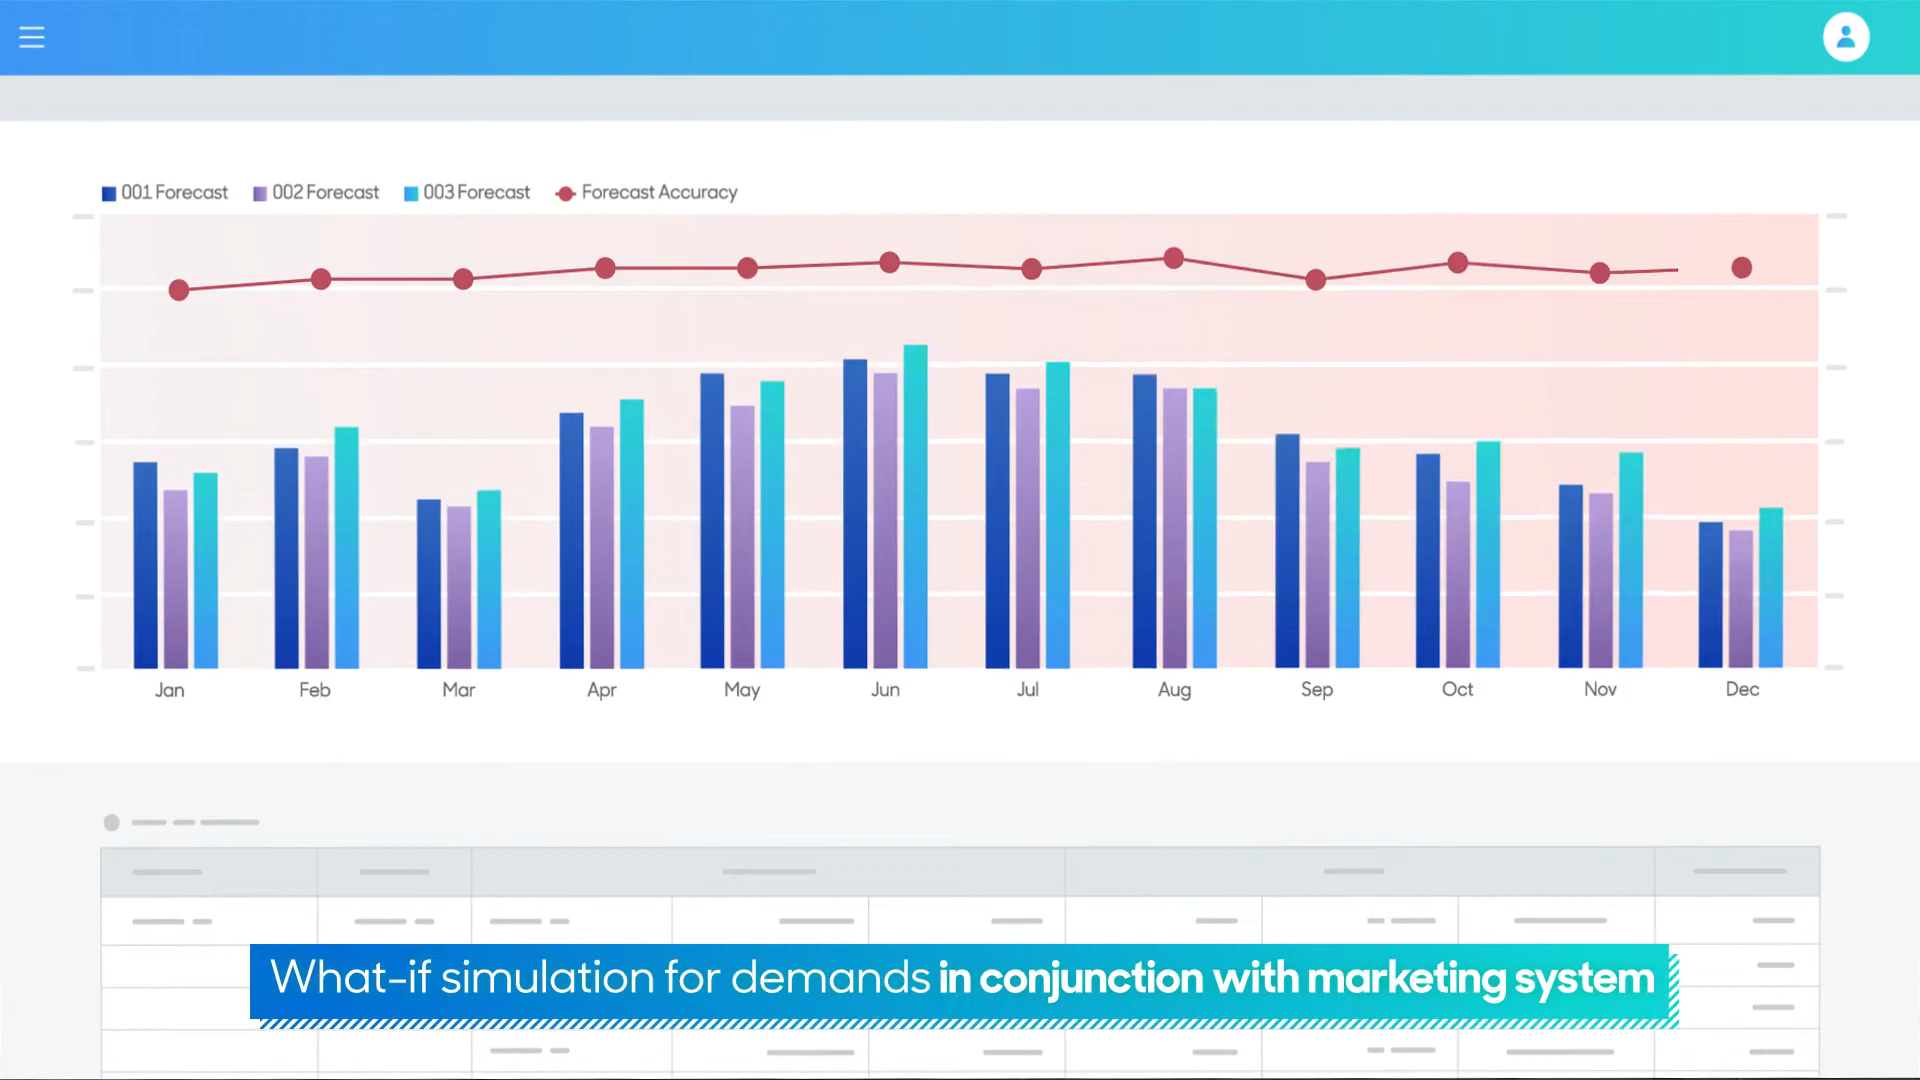 001 Forecast 002 Forecast 003 Forecast Forecast Accuracy
Jan Feb Mar Apr May Jun Jul Aug Sep Oct Nov Dec
What-if simulation for demands in conjunction with marketing system